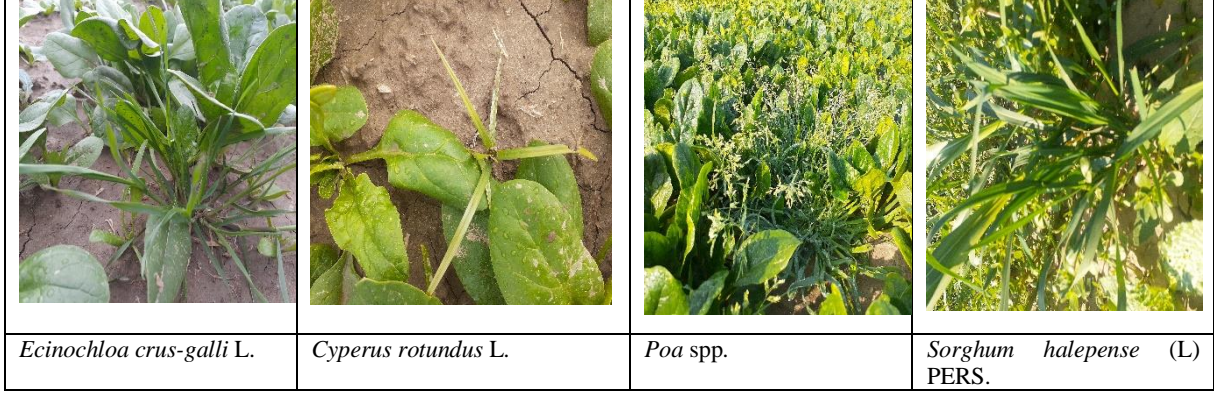 Ecinochloa crus-galli L.
Cyperus rotundus L.
Poa spp.
Sorghum halepense (L)
PERS.